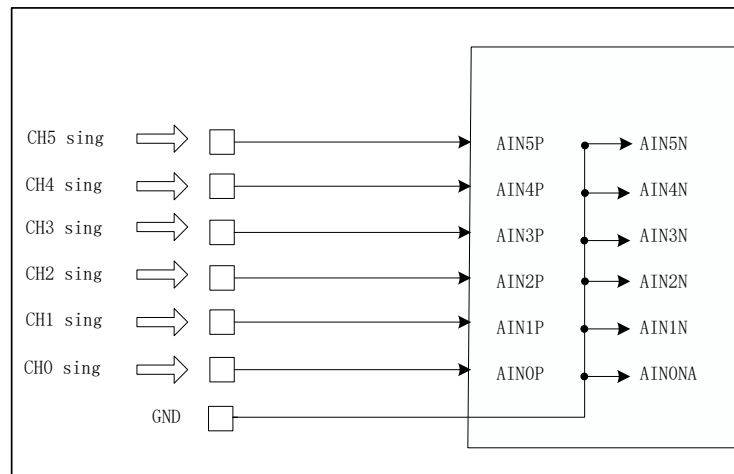 CH5 sing AIN5P AIN5N
CH4 sing AIN4P AIN4N
CH3 sing AIN3P AIN3N
CH2 sing AIN2P AIN2N
CH1 sing AIN1P AIN1N
CH0 sing AIN0P AIN0NA
GND